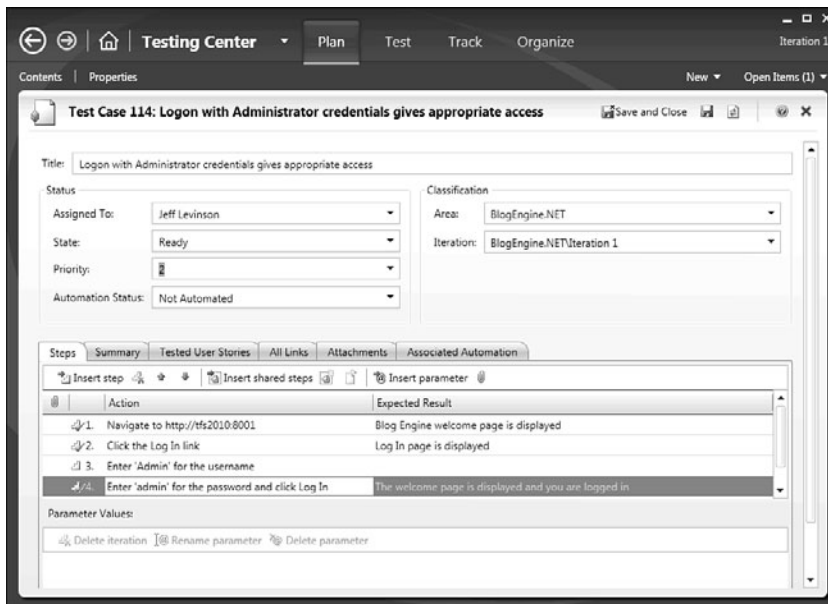 Testing Center Plan Test Track Organize Iteration 1
Contents | Properties New Open Items (1)
Test Case 114: Logon with Administrator credentials gives appropriate access Save and Close
Title: Logon with Administrator credentials gives appropriate access
Status Classification
Assigned To: Jeff Levinson Area: BlogEngine.NET
State: Ready Iteration: BlogEngine.NET\Iteration 1
Priority: 2
Automation Status: Not Automated
Steps Summary Tested User Stories All Links Attachments Associated Automation
Insert step Insert shared steps Insert parameter
Action Expected Result
1. Navigate to http://tfs2010:8001 Blog Engine welcome page is displayed
2. Click the Log In link Log In page is displayed
3. Enter 'Admin' for the username
4. Enter 'admin' for the password and click Log In The welcome page is displayed and you are logged in
Parameter Values:
Delete iteration Rename parameter Delete parameter